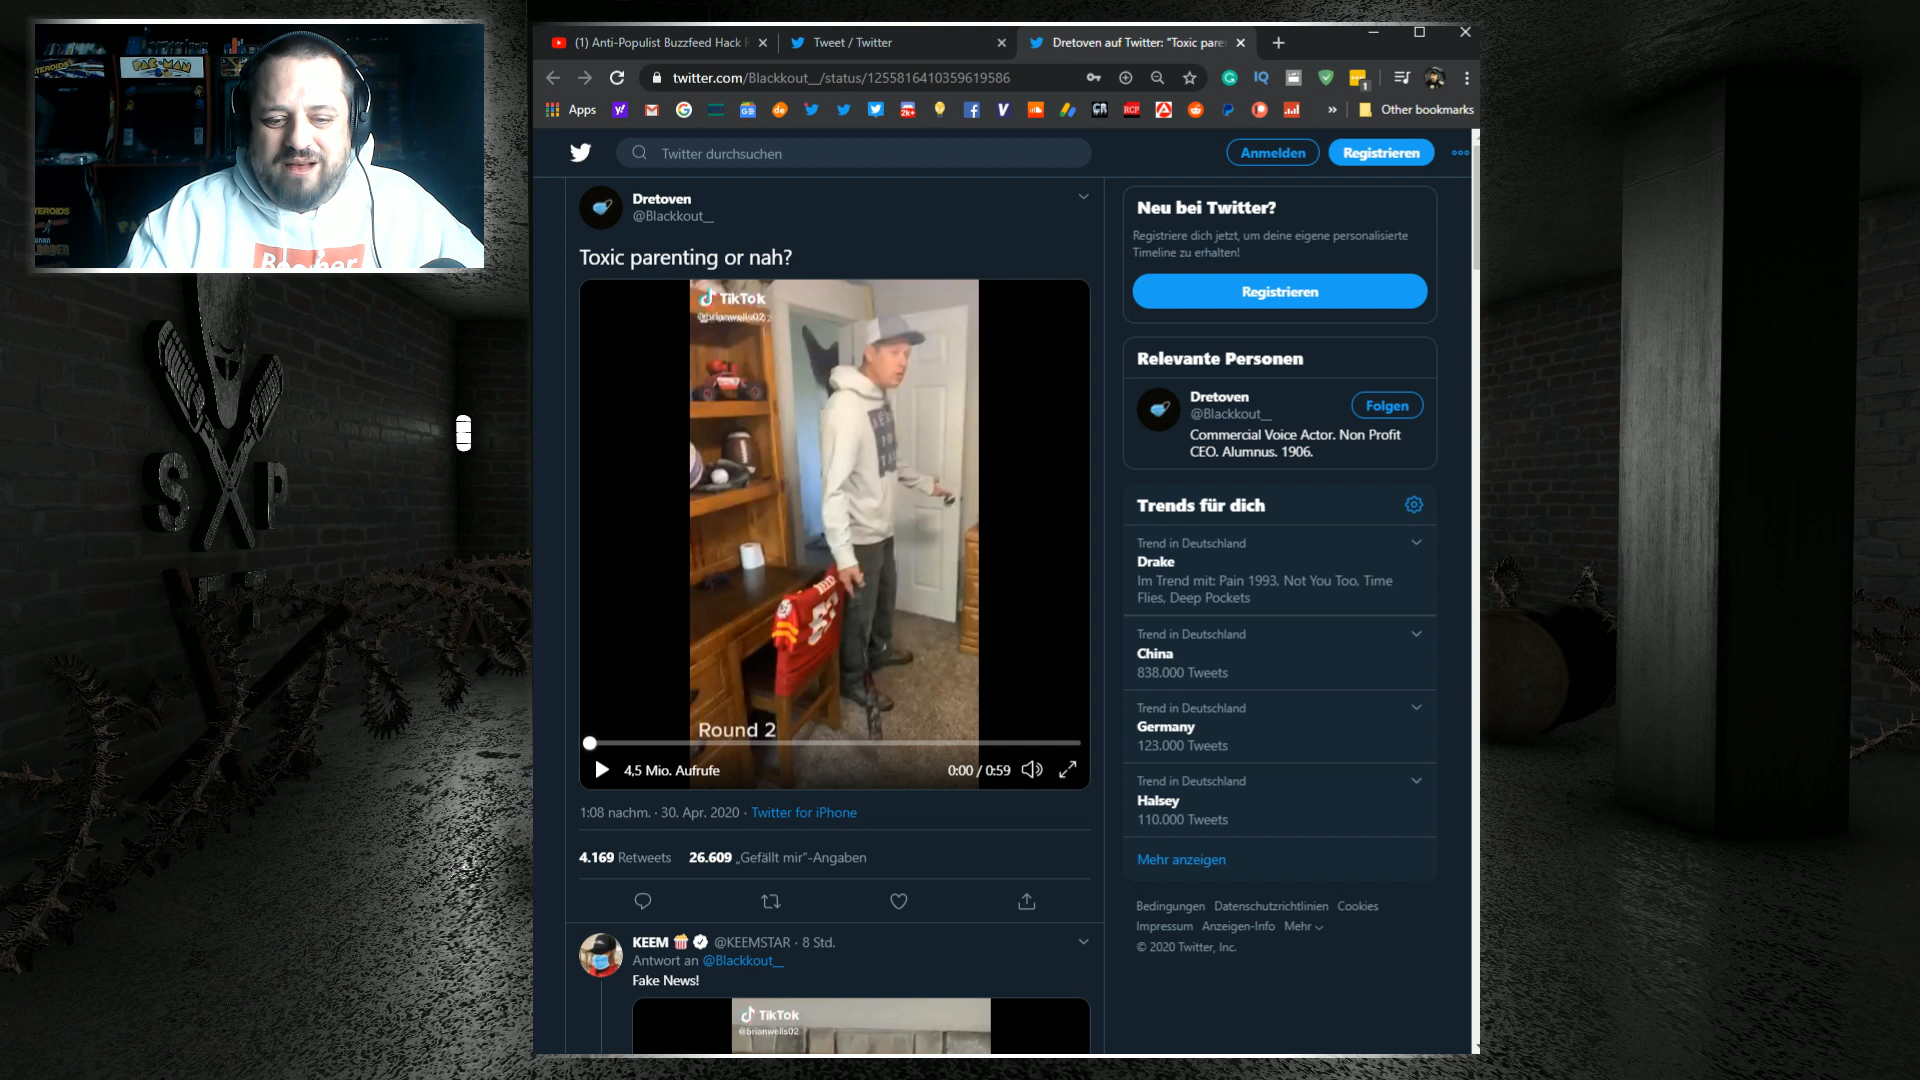 (1) Anti-Populist Buzzfeed Hack
Tweet / Twitter
Dretoven auf Twitter: "Toxic pare
twitter.com/Blackkout__/status/1255816410359619586
Apps
Other bookmarks
Twitter durchsuchen
Anmelden
Registrieren
Dretoven
@Blackkout__
Toxic parenting or nah?
TikTok
@brianwells02
Round 2
4,5 Mio. Aufrufe
0:00 / 0:59
1:08 nachm. · 30. Apr. 2020 · Twitter for iPhone
4.169 Retweets 26.609 „Gefällt mir“-Angaben
KEEM @KEEMSTAR · 8 Std.
Antwort an @Blackkout__
Fake News!
TikTok
@brianwells02
Neu bei Twitter?
Registriere dich jetzt, um deine eigene personalisierte
Timeline zu erhalten!
Registrieren
Relevante Personen
Dretoven
@Blackkout__
Folgen
Commercial Voice Actor. Non Profit
CEO. Alumnus. 1906.
Trends für dich
Trend in Deutschland
Drake
Im Trend mit: Pain 1993, Not You Too, Time
Flies, Deep Pockets
Trend in Deutschland
China
838.000 Tweets
Trend in Deutschland
Germany
123.000 Tweets
Trend in Deutschland
Halsey
110.000 Tweets
Mehr anzeigen
Bedingungen Datenschutzrichtlinien Cookies
Impressum Anzeigen-Info Mehr
© 2020 Twitter, Inc.
PAC-MAN
S P